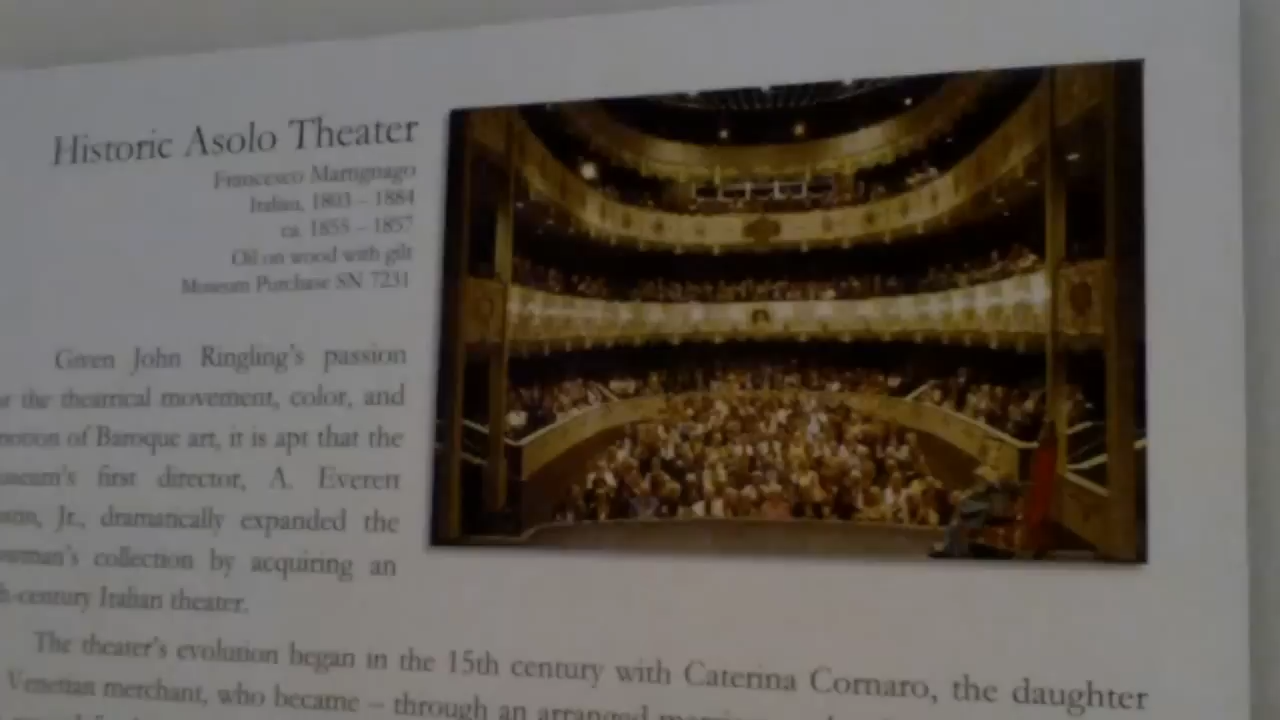 Historic Asolo Theater
Francesco Martignago
Italian, 1803 – 1884
ca. 1855 – 1857
Oil on wood with gilt
Museum Purchase SN 7231
Given John Ringling's passion
the theatrical movement, color, and
of Baroque art, it is apt that the
first director, A. Everett
Jr., dramatically expanded the
collection by acquiring an
Italian theater.
The theater's evolution began in the 15th century with Caterina Cornaro, the daughter
Venetian merchant, who became – through an arranged